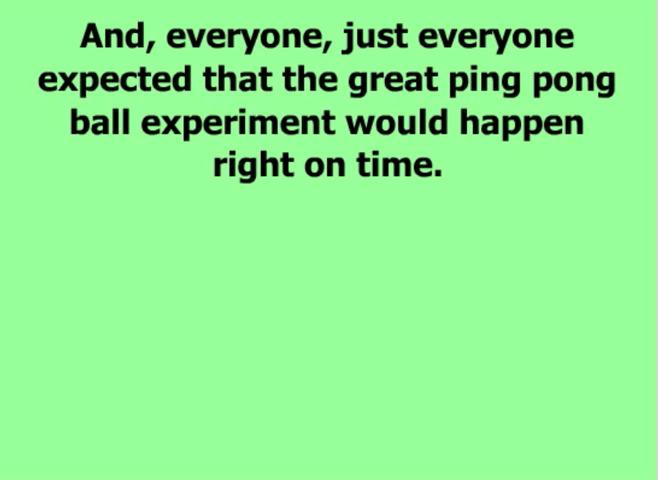 And, everyone, just everyone
expected that the great ping pong
ball experiment would happen
right on time.